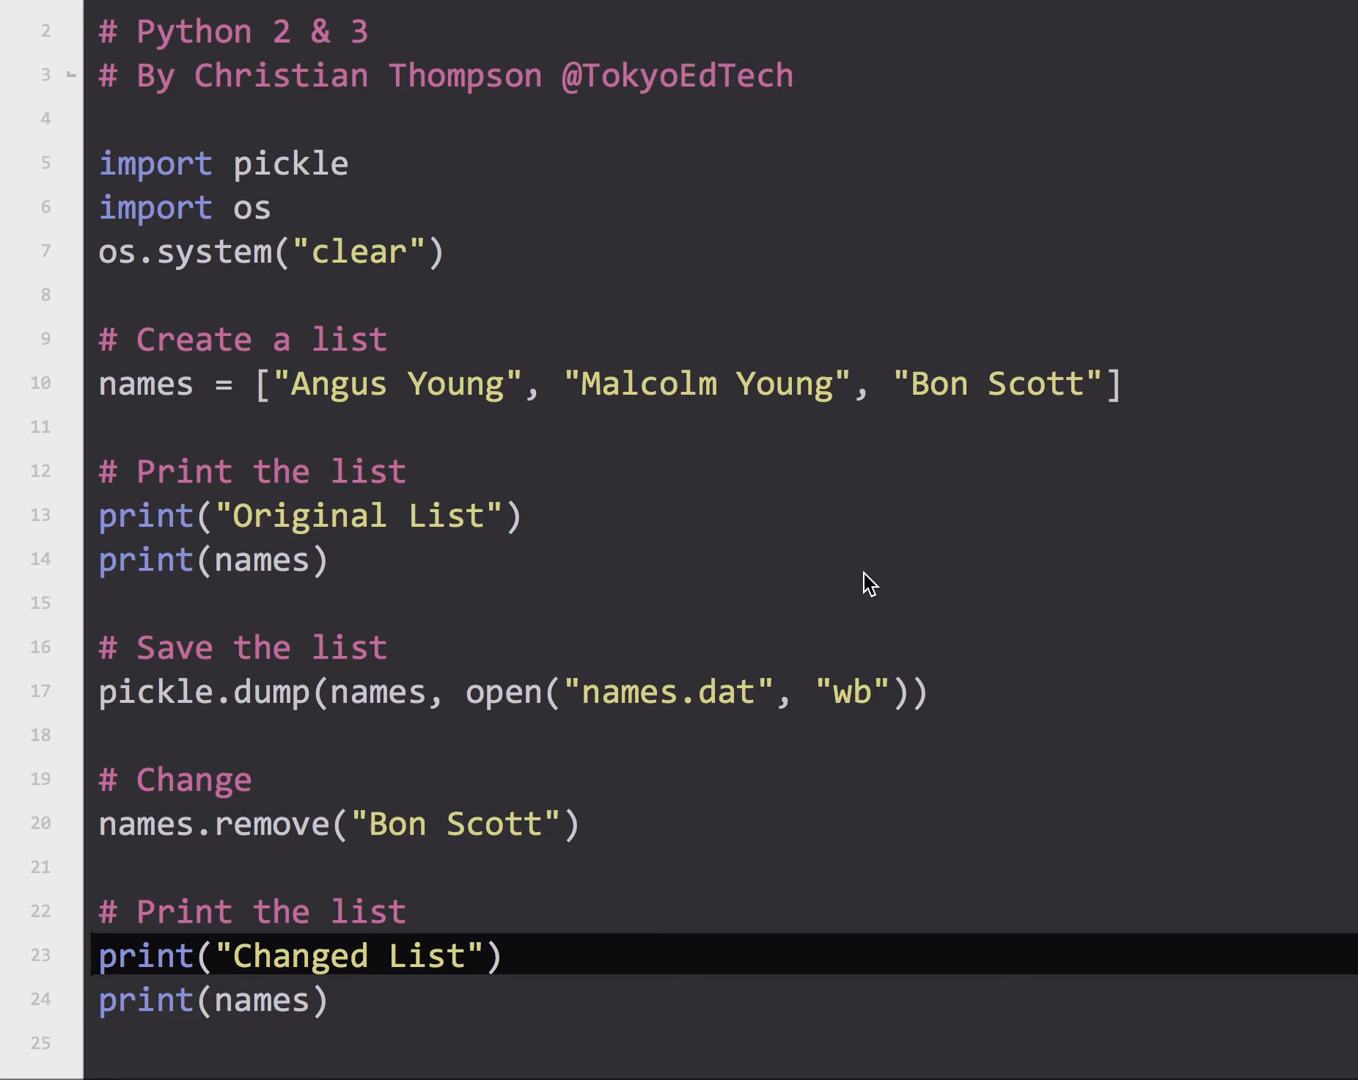 2 # Python 2 & 3
3 # By Christian Thompson @TokyoEdTech
4
5 import pickle
6 import os
7 os.system("clear")
8
9 # Create a list
10 names = ["Angus Young", "Malcolm Young", "Bon Scott"]
11
12 # Print the list
13 print("Original List")
14 print(names)
15
16 # Save the list
17 pickle.dump(names, open("names.dat", "wb"))
18
19 # Change
20 names.remove("Bon Scott")
21
22 # Print the list
23 print("Changed List")
24 print(names)
25